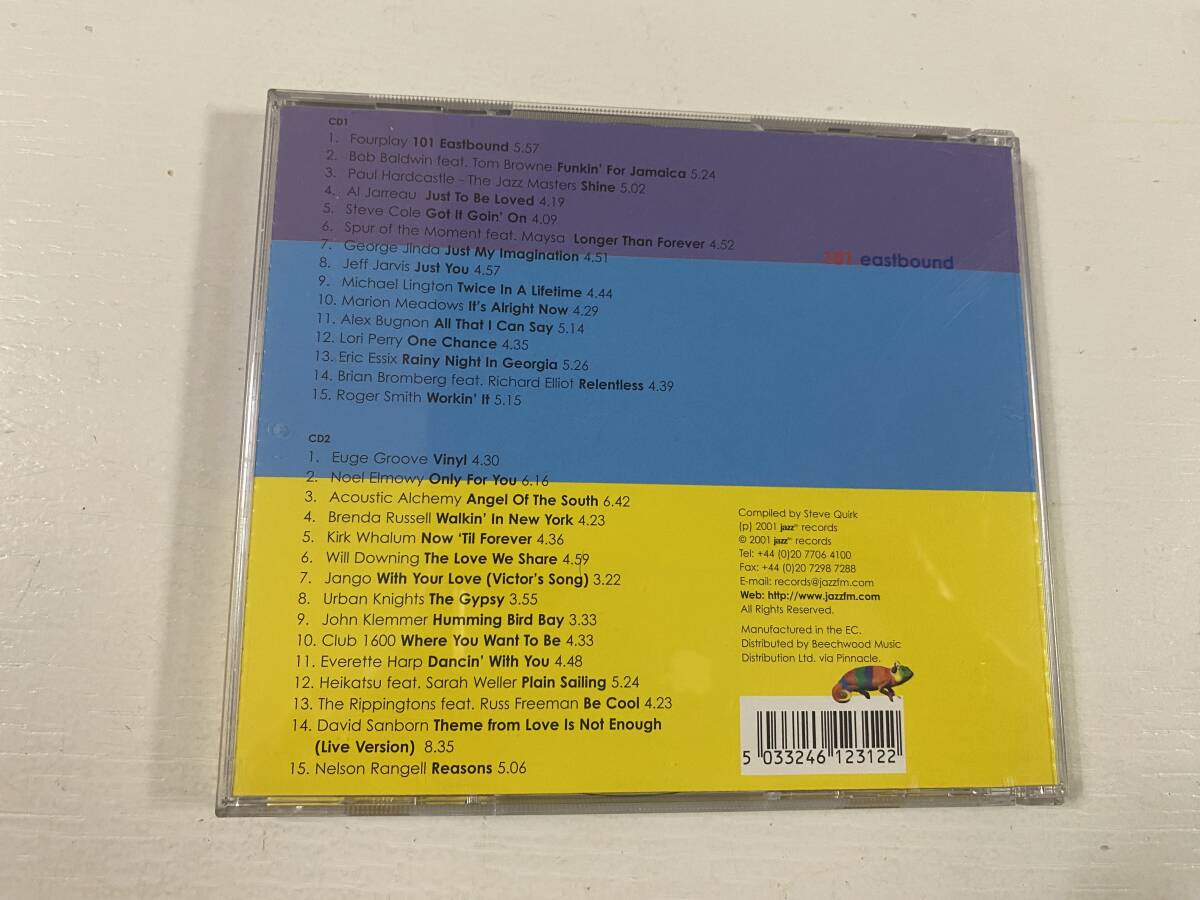 CD1
1. Fourplay 101 Eastbound 5.57
2. Bab Baldwin feat. Tom Browne Funkin' For Jamaica 5.24
3. Paul Hardcastle - The Jazz Masters Shine 5.02
4. Al Jarreau Just To Be Loved 4.19
5. Steve Cole Got It Goin' On 4.09
6. Spur of the Moment feat. Maysa Longer Than Forever 4.52
7. George Jinda Just My Imagination 4.51
8. Jeff Jarvis Just You 4.57
9. Michael Lington Twice In A Lifetime 4.44
10. Marion Meadows It's Alright Now 4.29
11. Alex Bugnon All That I Can Say 5.14
12. Lori Perry One Chance 4.35
13. Eric Essix Rainy Night In Georgia 5.26
14. Brian Bromberg feat. Richard Elliot Relentless 4.39
15. Roger Smith Workin' It 5.15
101 eastbound
CD2
1. Euge Groove Vinyl 4.30
2. Noel Elmowy Only For You 6.16
3. Acoustic Alchemy Angel Of The South 6.42
4. Brenda Russell Walkin' In New York 4.23
5. Kirk Whalum Now 'Til Forever 4.36
6. Will Downing The Love We Share 4.59
7. Jango With Your Love (Victor's Song) 3.22
8. Urban Knights The Gypsy 3.55
9. John Klemmer Humming Bird Bay 3.33
10. Club 1600 Where You Want To Be 4.33
11. Everette Harp Dancin' With You 4.48
12. Heikatsu feat. Sarah Weller Plain Sailing 5.24
13. The Rippingtons feat. Russ Freeman Be Cool 4.23
14. David Sanborn Theme from Love Is Not Enough
(Live Version) 8.35
15. Nelson Rangell Reasons 5.06
Compiled by Steve Quirk
(p) 2001 jazz fm records
© 2001 jazz fm records
Tel: +44 (0)20 7706 4100
Fax: +44 (0)20 7298 7288
E-mail: records@jazzfm.com
Web: http://www.jazzfm.com
All Rights Reserved.
Manufactured in the EC.
Distributed by Beechwood Music
Distribution Ltd. via Pinnacle.
5 033246 123122